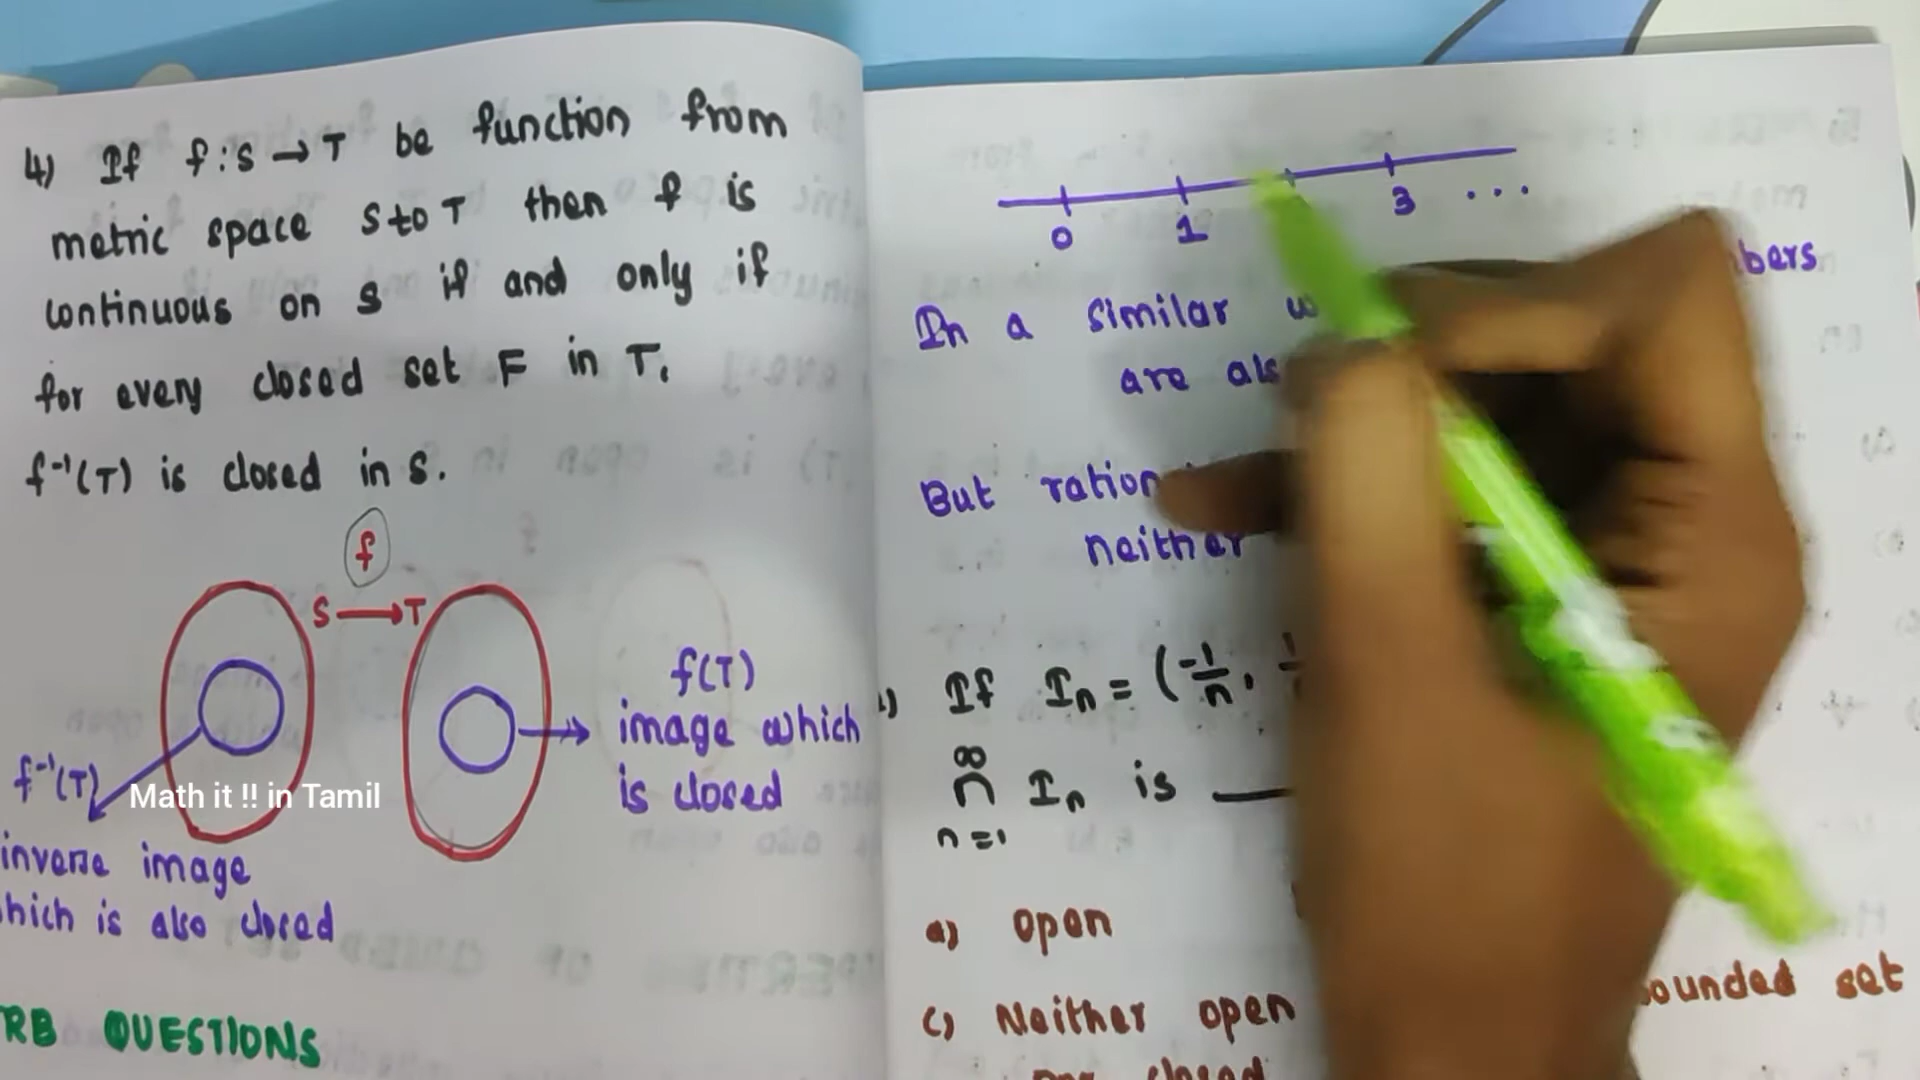 4) If f : S → T be function from
metric space S to T then f is
continuous on S if and only if
for every closed set F in T.
f⁻¹(T) is closed in S.
f
S → T
f(T)
image which
is closed
f⁻¹(T)
Math it !! in Tamil
inverse image
hich is also closed
RB QUESTIONS
0 1 3 ...
bers
In a similar
are als
But ration
neither
If In = (-1/n,
∞
∩ In is __
n=1
a) open
c) Neither open
ounded set
nor closed